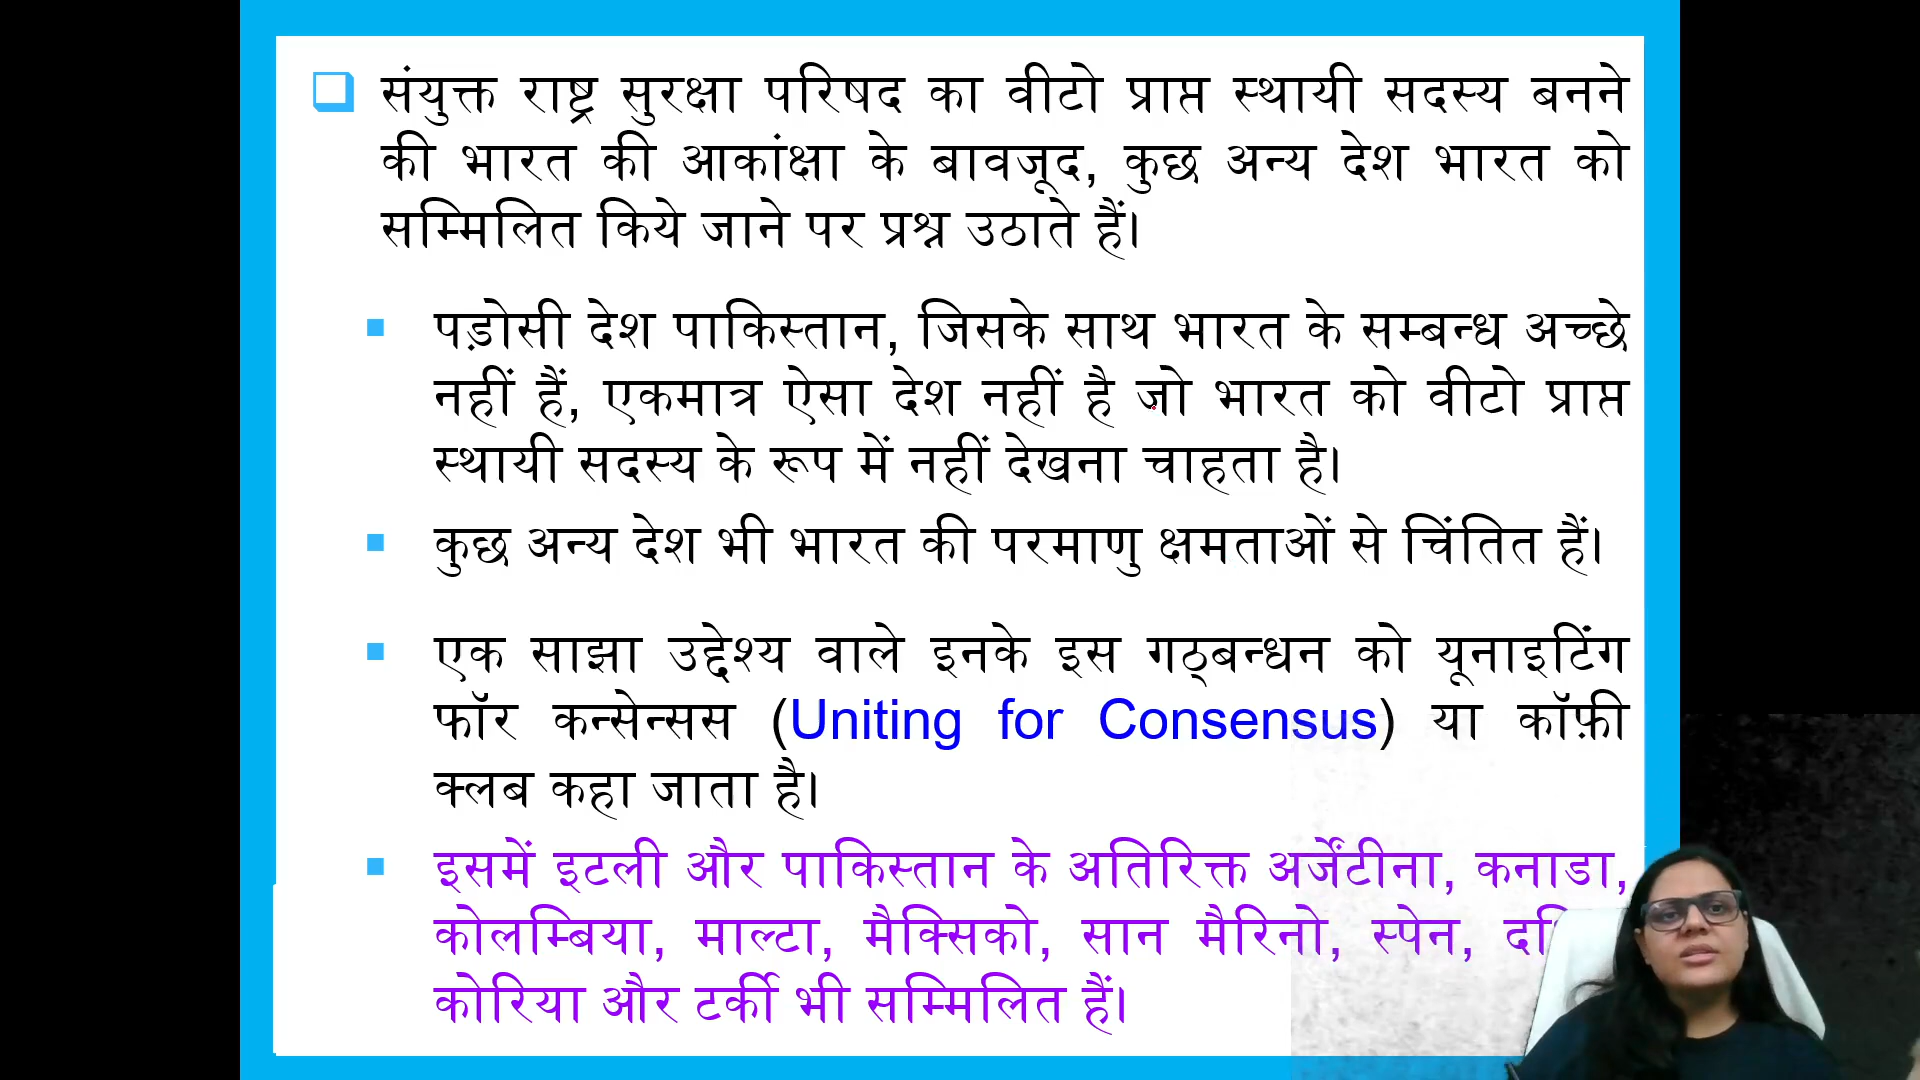 संयुक्त राष्ट्र सुरक्षा परिषद का वीटो प्राप्त स्थायी सदस्य बनने
की भारत की आकांक्षा के बावजूद, कुछ अन्य देश भारत को
सम्मिलित किये जाने पर प्रश्न उठाते हैं।
पड़ोसी देश पाकिस्तान, जिसके साथ भारत के सम्बन्ध अच्छे
नहीं हैं, एकमात्र ऐसा देश नहीं है जो भारत को वीटो प्राप्त
स्थायी सदस्य के रूप में नहीं देखना चाहता है।
कुछ अन्य देश भी भारत की परमाणु क्षमताओं से चिंतित हैं।
एक साझा उद्देश्य वाले इनके इस गठ्बन्धन को यूनाइटिंग
फॉर कन्सेन्सस (Uniting for Consensus) या कॉफ़ी
क्लब कहा जाता है।
इसमें इटली और पाकिस्तान के अतिरिक्त अर्जेंटीना, कनाडा,
कोलम्बिया, माल्टा, मैक्सिको, सान मैरिनो, स्पेन,
कोरिया और टर्की भी सम्मिलित हैं।